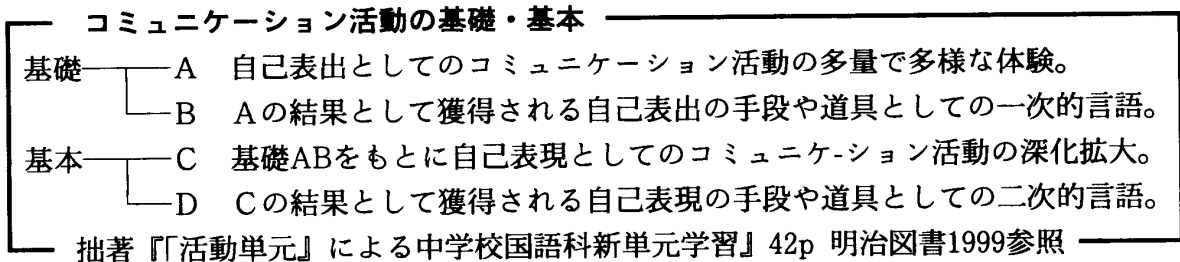 コミュニケーション活動の基礎・基本
基礎 A 自己表出としてのコミュニケーション活動の多量で多様な体験。
B Aの結果として獲得される自己表出の手段や道具としての一次的言語。
基本 C 基礎ABをもとに自己表現としてのコミュニケ-ション活動の深化拡大。
D Cの結果として獲得される自己表現の手段や道具としての二次的言語。
拙著『「活動単元』による中学校国語科新単元学習』42p 明治図書1999参照